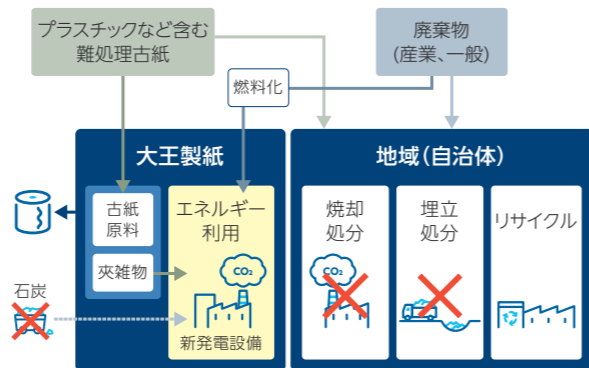 プラスチックなど含む
難処理古紙
廃棄物
(産業、一般)
燃料化
大王製紙
地域(自治体)
古紙
原料
エネルギー
利用
焼却
処分
埋立
処分
リサイクル
夾雑物
CO₂
CO₂
石炭
新発電設備